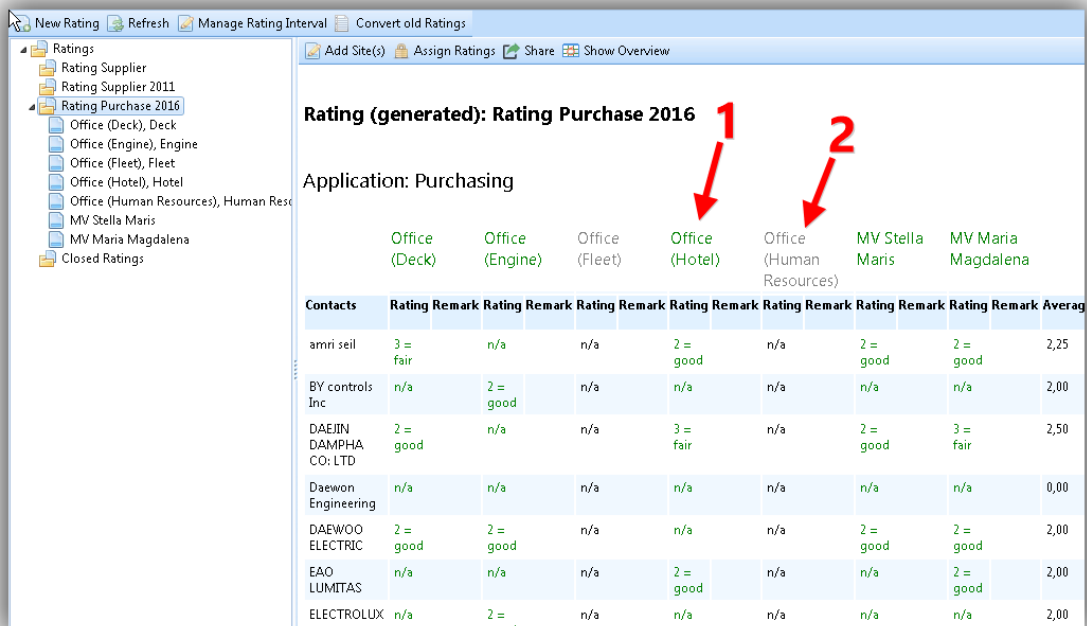 New Rating Refresh Manage Rating Interval Convert old Ratings
Ratings
Rating Supplier
Rating Supplier 2011
Rating Purchase 2016
Office (Deck), Deck
Office (Engine), Engine
Office (Fleet), Fleet
Office (Hotel), Hotel
Office (Human Resources), Human Reso
MV Stella Maris
MV Maria Magdalena
Closed Ratings
Add Site(s) Assign Ratings Share Show Overview
Rating (generated): Rating Purchase 2016
1
2
Application: Purchasing
Office Office Office Office Office MV Stella MV Maria
(Deck) (Engine) (Fleet) (Hotel) (Human Maris Magdalena
Resources)
Contacts Rating Remark Rating Remark Rating Remark Rating Remark Rating Remark Rating Remark Rating Remark Averag
amri seil 3 = n/a n/a 2 = n/a 2 = 2 = 2,25
fair good good good
BY controls n/a 2 = n/a n/a n/a n/a n/a 2,00
Inc good
DAEJIN 2 = n/a n/a 3 = n/a 2 = 3 = 2,50
DAMPHA good fair good fair
CO: LTD
Daewon n/a n/a n/a n/a n/a n/a n/a 0,00
Engineering
DAEWOO 2 = 2 = n/a n/a n/a 2 = 2 = 2,00
ELECTRIC good good good good
EAO n/a n/a n/a 2 = n/a n/a 2 = 2,00
LUMITAS good good
ELECTROLUX n/a 2 = n/a n/a n/a n/a n/a 2,00